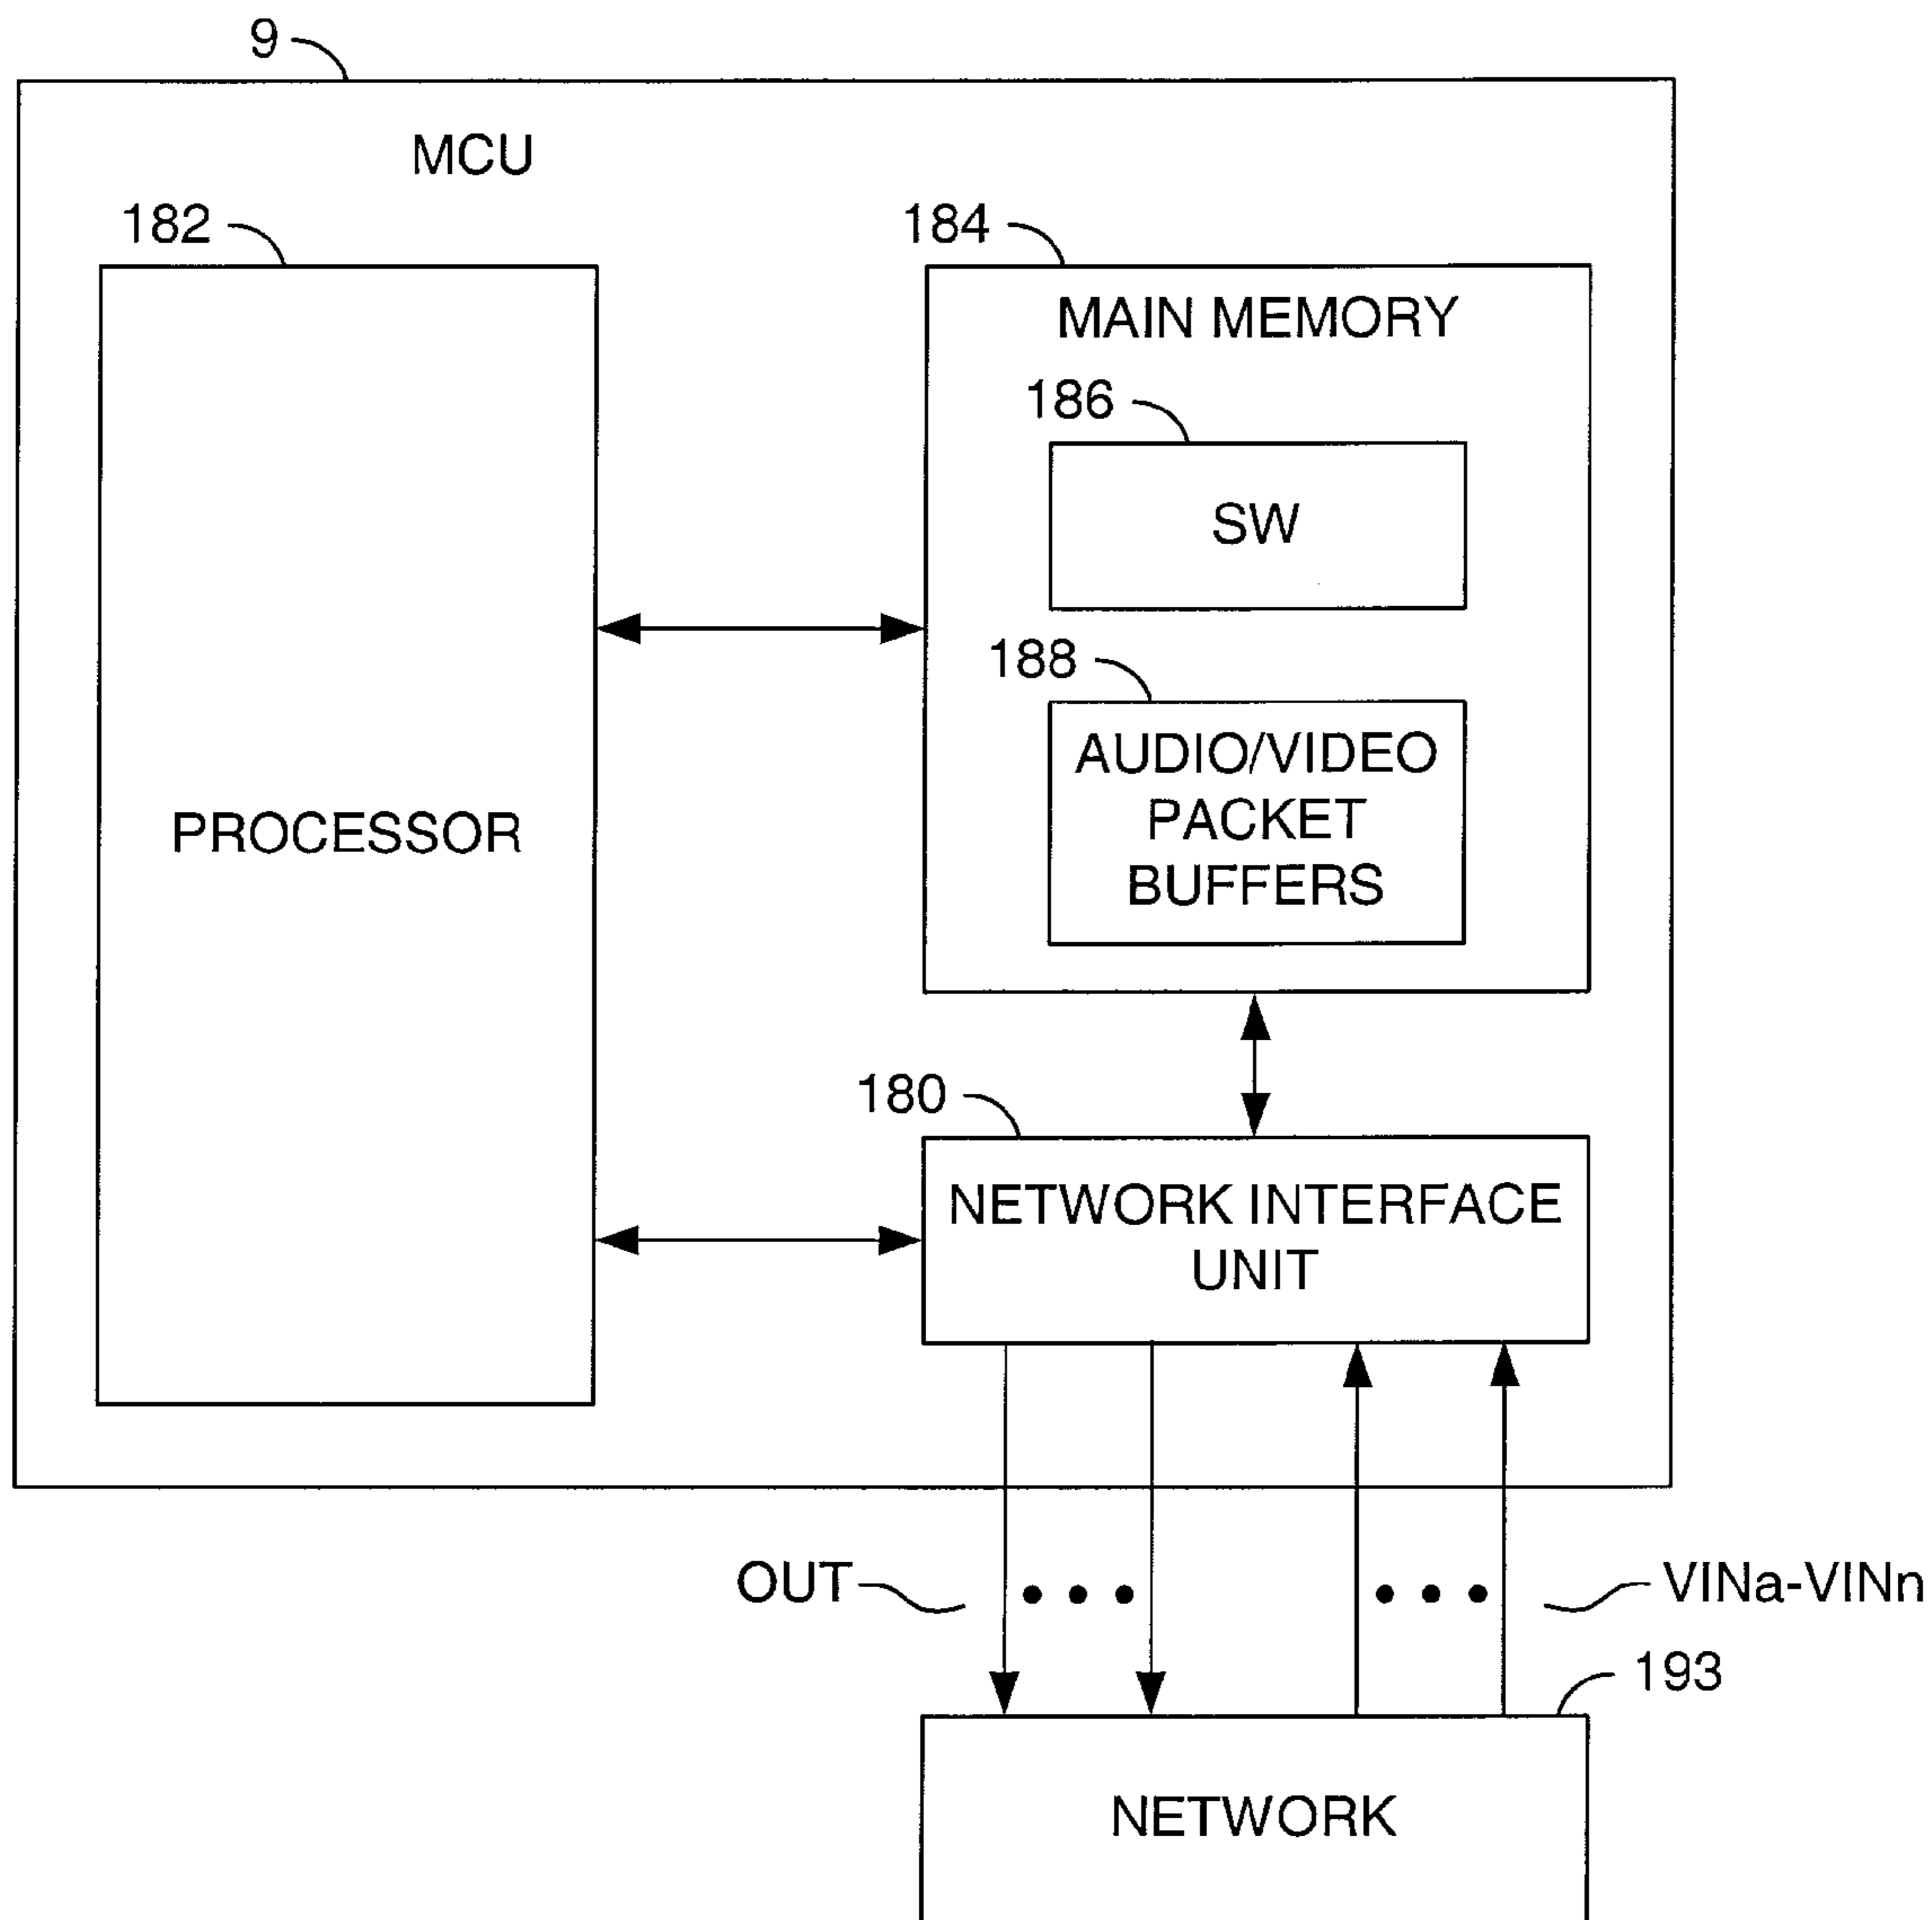 9
MCU
182
184
MAIN MEMORY
186
SW
188
AUDIO/VIDEO
PACKET
BUFFERS
PROCESSOR
180
NETWORK INTERFACE
UNIT
OUT
VINa-VINn
193
NETWORK